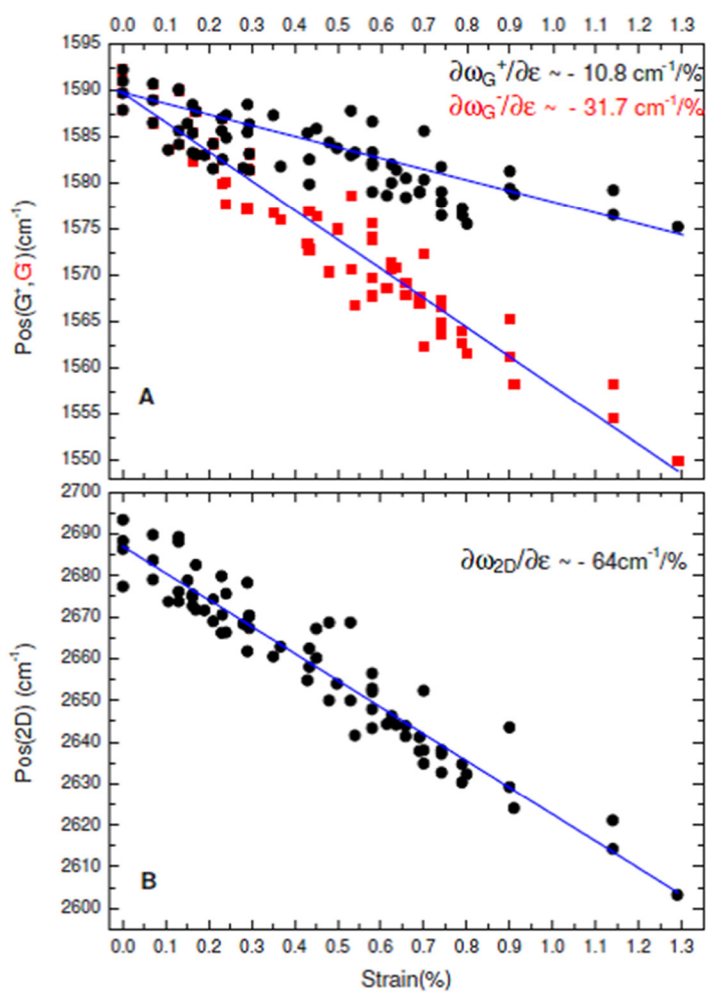 0.0 0.1 0.2 0.3 0.4 0.5 0.6 0.7 0.8 0.9 1.0 1.1 1.2 1.3
1595
1590
1585
1580
1575
1570
1565
1560
1555
1550
Pos(G⁺,G⁻)(cm⁻¹)
∂ω_G⁺/∂ε ~ - 10.8 cm⁻¹/%
∂ω_G⁻/∂ε ~ - 31.7 cm⁻¹/%
A
2700
2690
2680
2670
2660
2650
2640
2630
2620
2610
2600
Pos(2D) (cm⁻¹)
∂ω₂D/∂ε ~ - 64cm⁻¹/%
B
0.0 0.1 0.2 0.3 0.4 0.5 0.6 0.7 0.8 0.9 1.0 1.1 1.2 1.3
Strain(%)